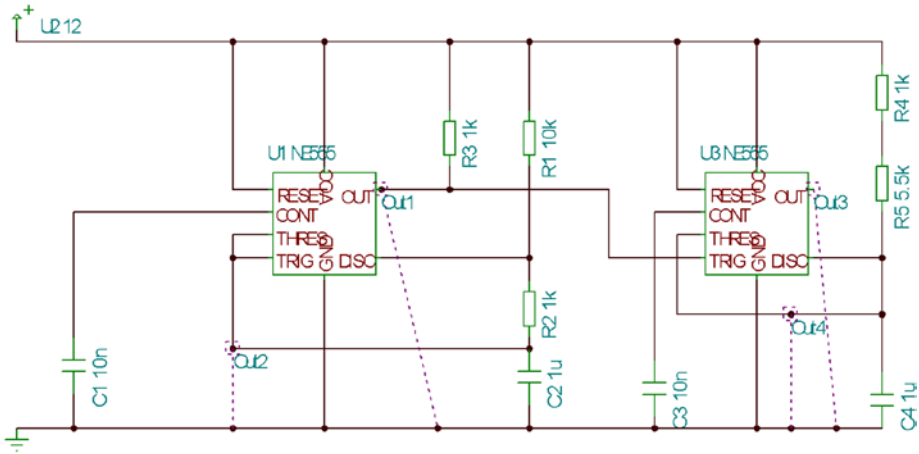 U2 12
R4 1k
R3 1k
R1 10k
U1 NE555
U3 NE555
RESET
VCC
OUT
CONT
Out1
THRES
TRIG
GND
DISC
RESET
VCC
OUT
CONT
Out3
THRES
TRIG
GND
DISC
R5 5.5k
R2 1k
Out2
Out4
C1 10n
C2 1u
C3 10n
C4 1u